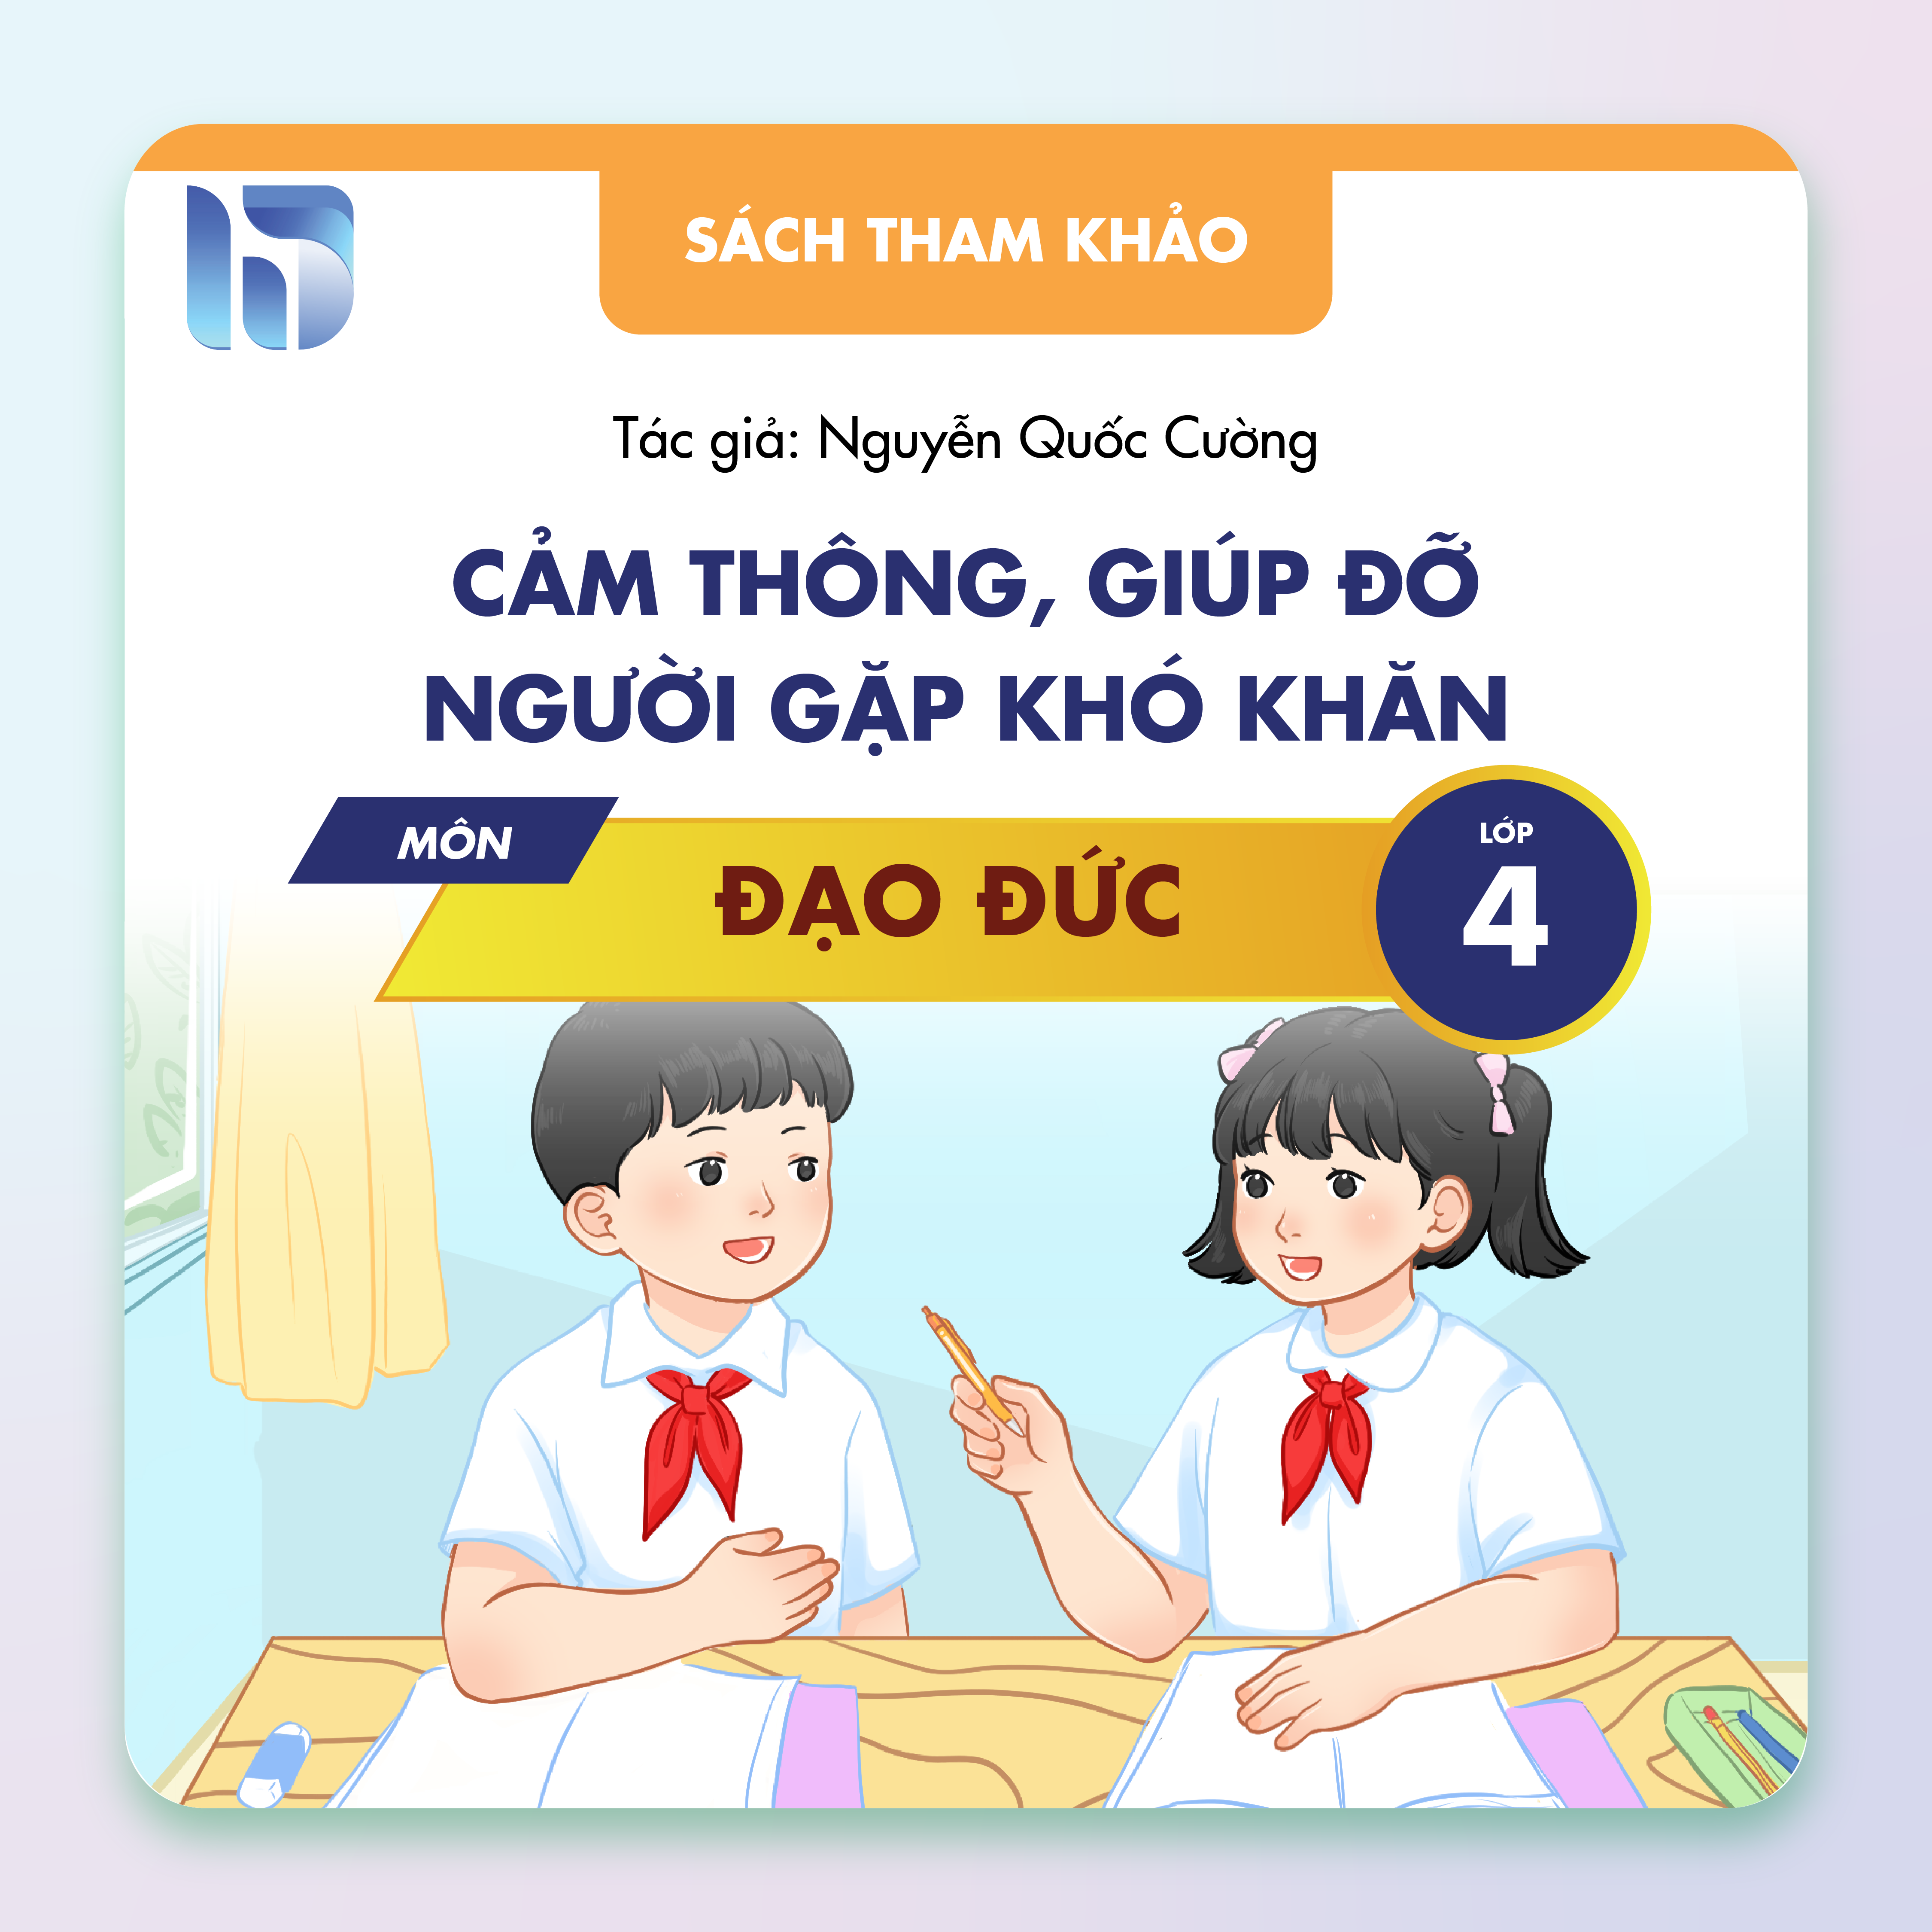 SÁCH THAM KHẢO
Tác giả: Nguyễn Quốc Cường
CẢM THÔNG, GIÚP ĐỠ
NGƯỜI GẶP KHÓ KHĂN
MÔN
ĐẠO ĐỨC
LỚP
4